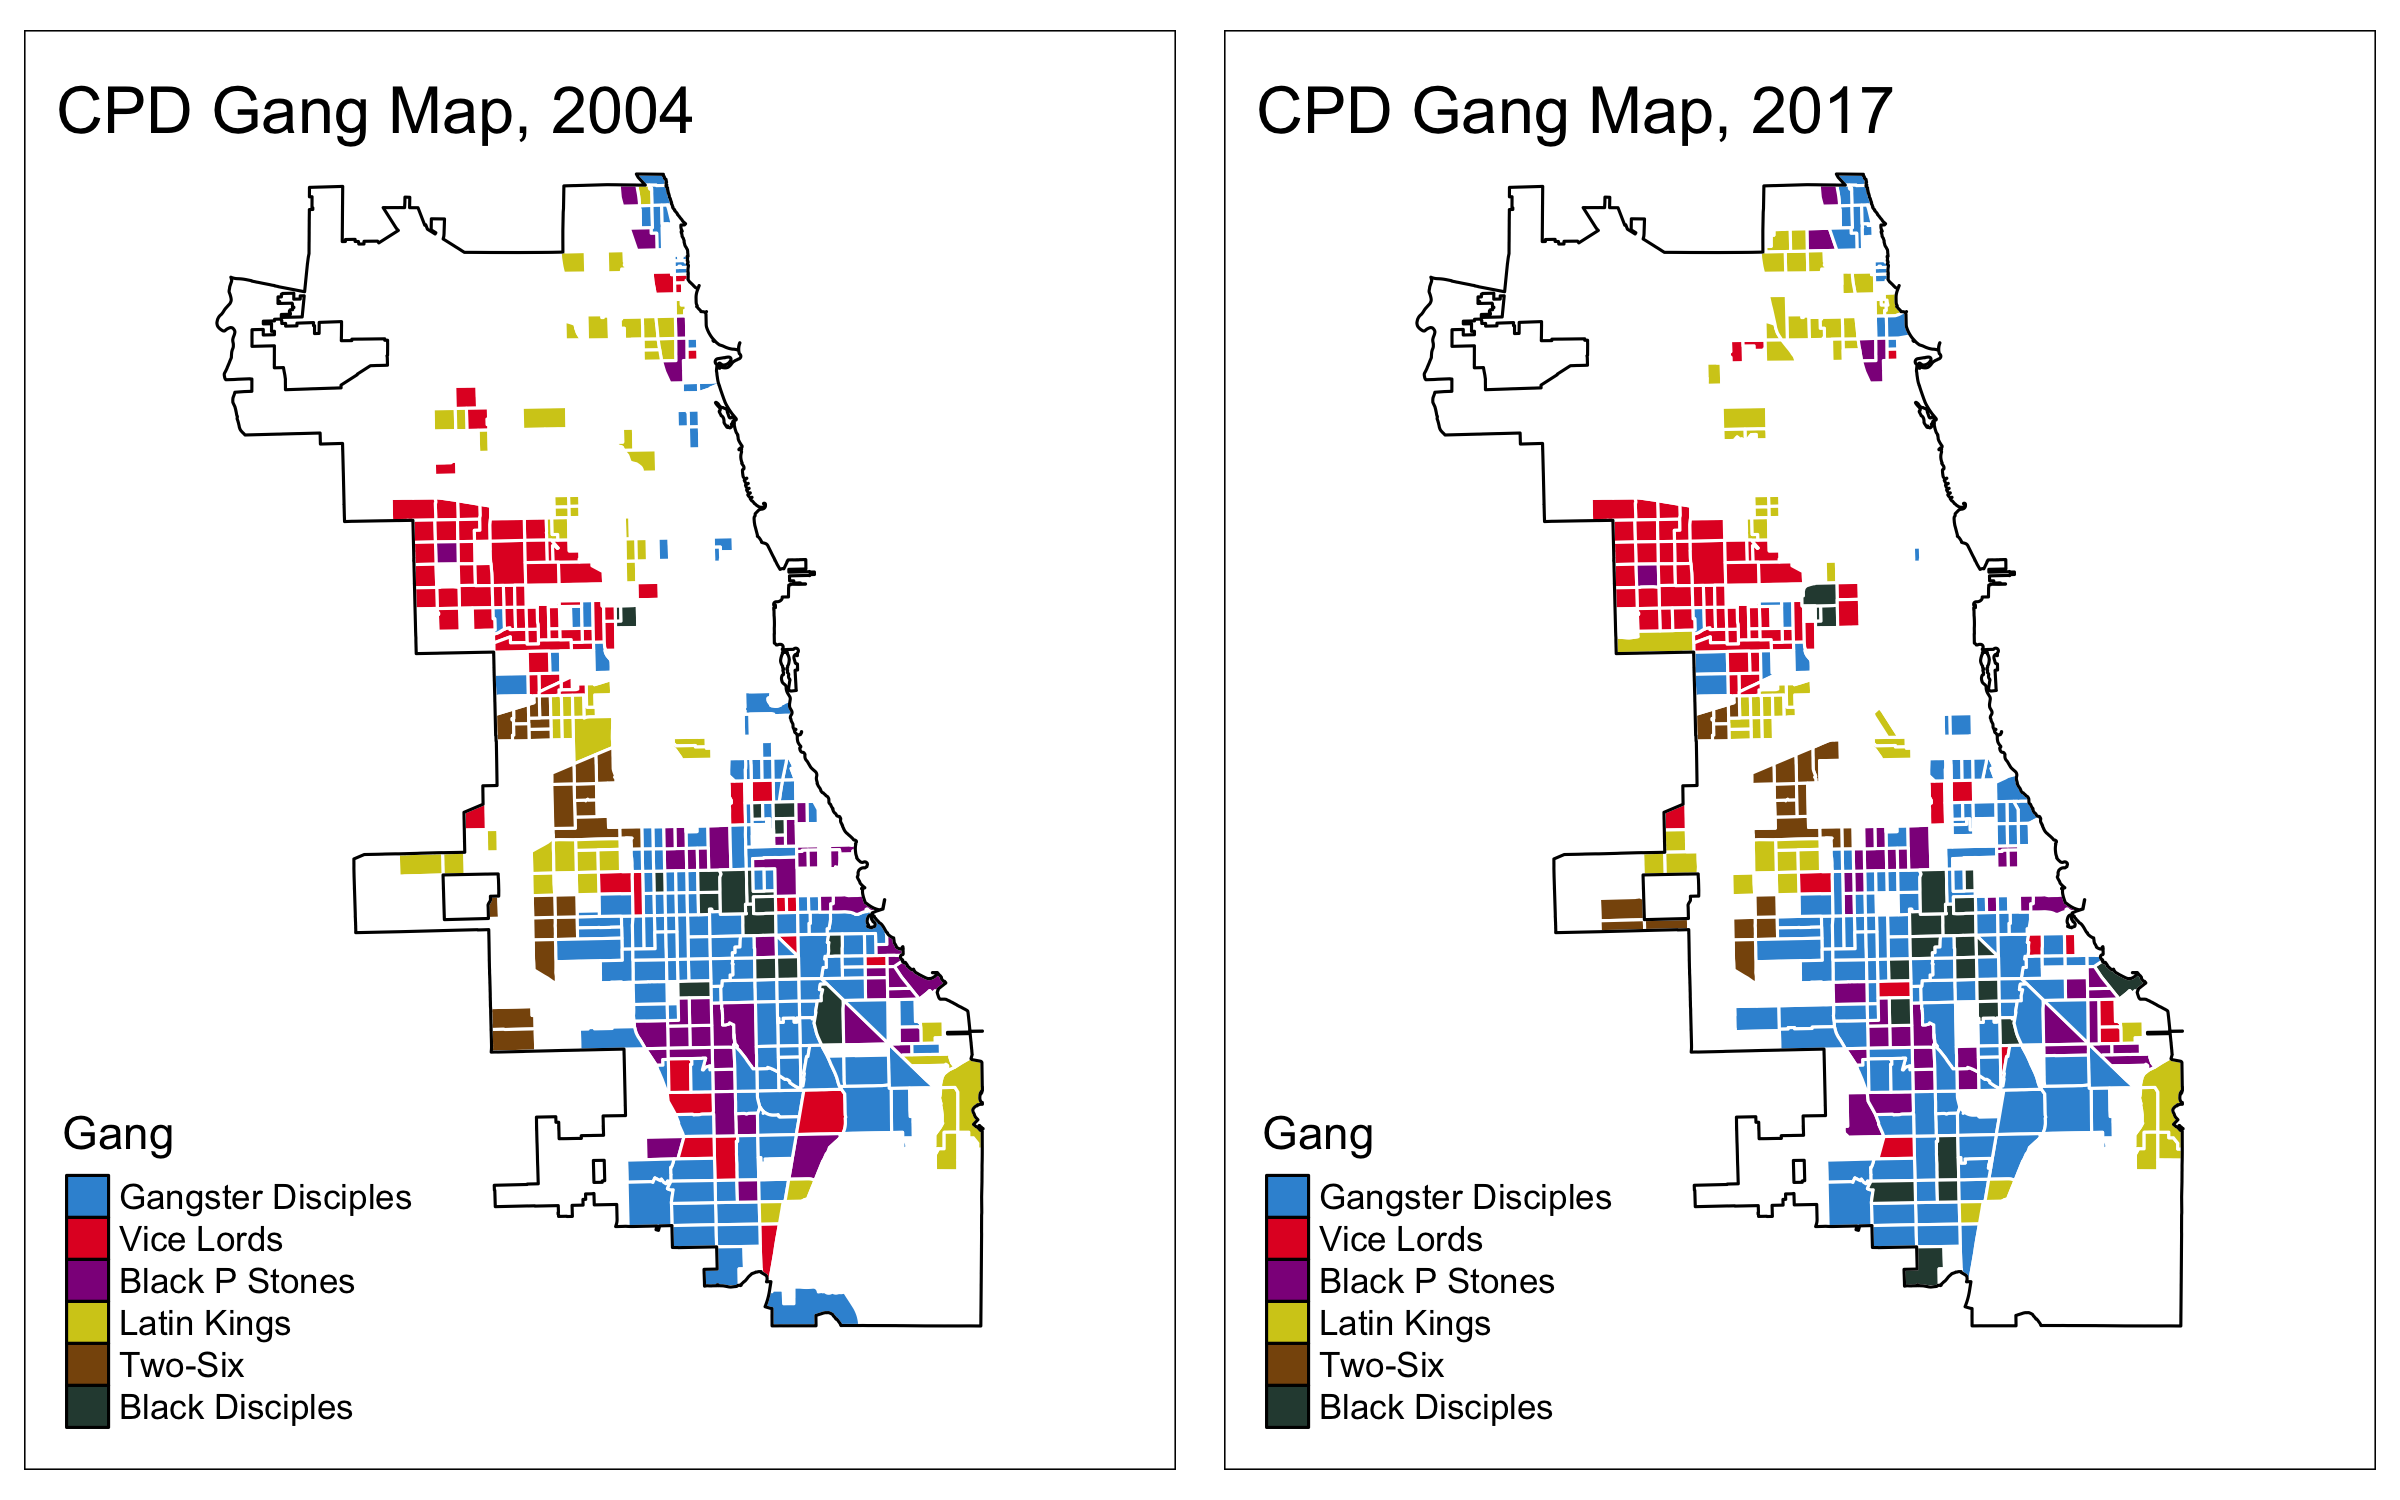 CPD Gang Map, 2004
Gang
Gangster Disciples
Vice Lords
Black P Stones
Latin Kings
Two-Six
Black Disciples
CPD Gang Map, 2017
Gang
Gangster Disciples
Vice Lords
Black P Stones
Latin Kings
Two-Six
Black Disciples